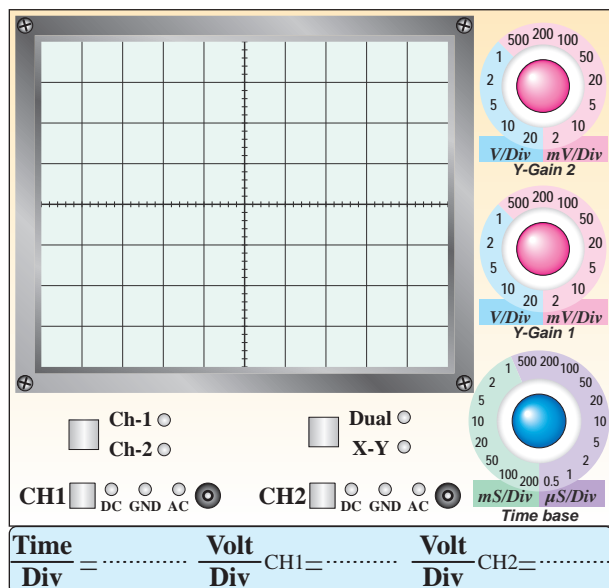 500 200 100
1 50
2 20
5 5
10 10
20 2
V/Div mV/Div
Y-Gain 2
500 200 100
1 50
2 20
5 5
10 10
20 2
V/Div mV/Div
Y-Gain 1
1 500 200 100
2 50
5 20
10 10
20 5
50 2
100 1
200 0.5
mS/Div µS/Div
Time base
Ch-1
Ch-2
Dual
X-Y
CH1 DC GND AC
CH2 DC GND AC
Time
Div = ............
Volt
Div CH1=............
Volt
Div CH2=............